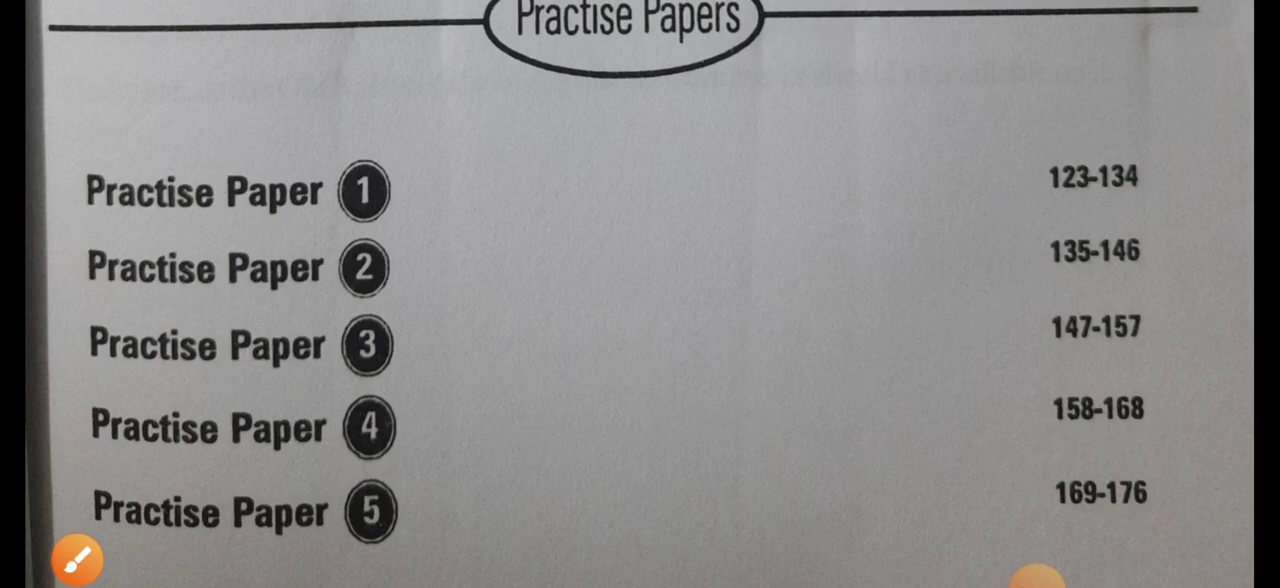 Practise Papers
Practise Paper 1 123-134
Practise Paper 2 135-146
Practise Paper 3 147-157
Practise Paper 4 158-168
Practise Paper 5 169-176